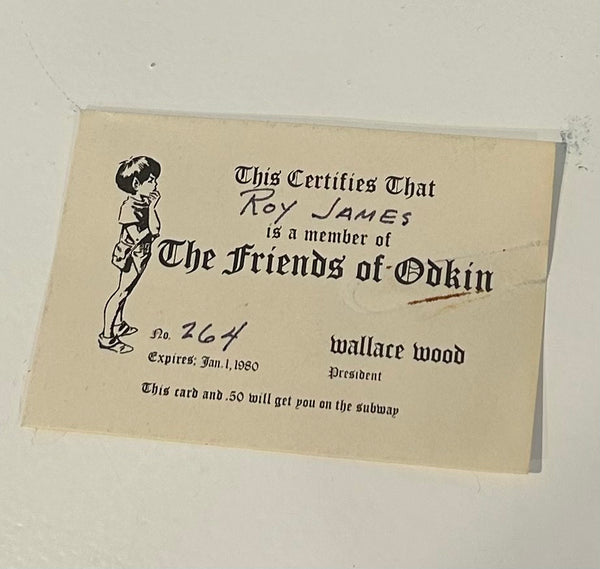 This Certifies That
ROY JAMES
is a member of
The Friends of Odkin
No. 264
Expires: Jan. 1, 1980
wallace wood
President
This card and .50 will get you on the subway